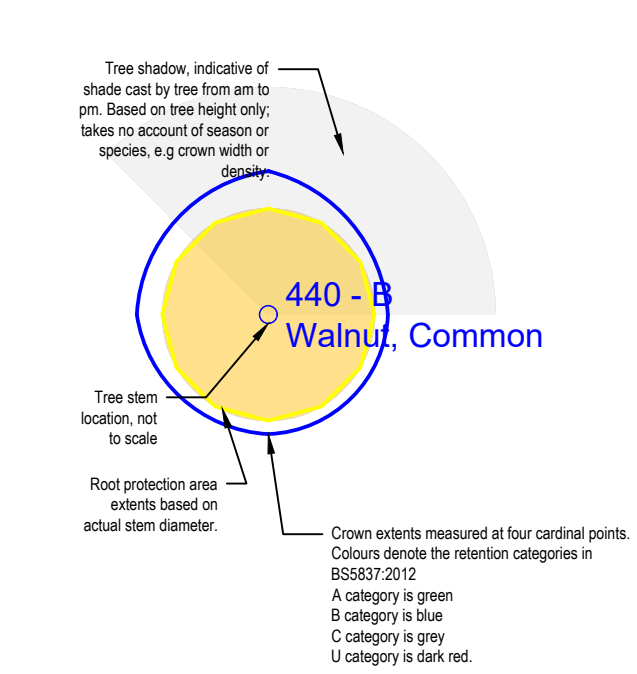 Tree shadow, indicative of
shade cast by tree from am to
pm. Based on tree height only;
takes no account of season or
species, e.g crown width or
density.
440 - B
Walnut, Common
Tree stem
location, not
to scale
Root protection area
extents based on
actual stem diameter.
Crown extents measured at four cardinal points.
Colours denote the retention categories in
BS5837:2012
A category is green
B category is blue
C category is grey
U category is dark red.